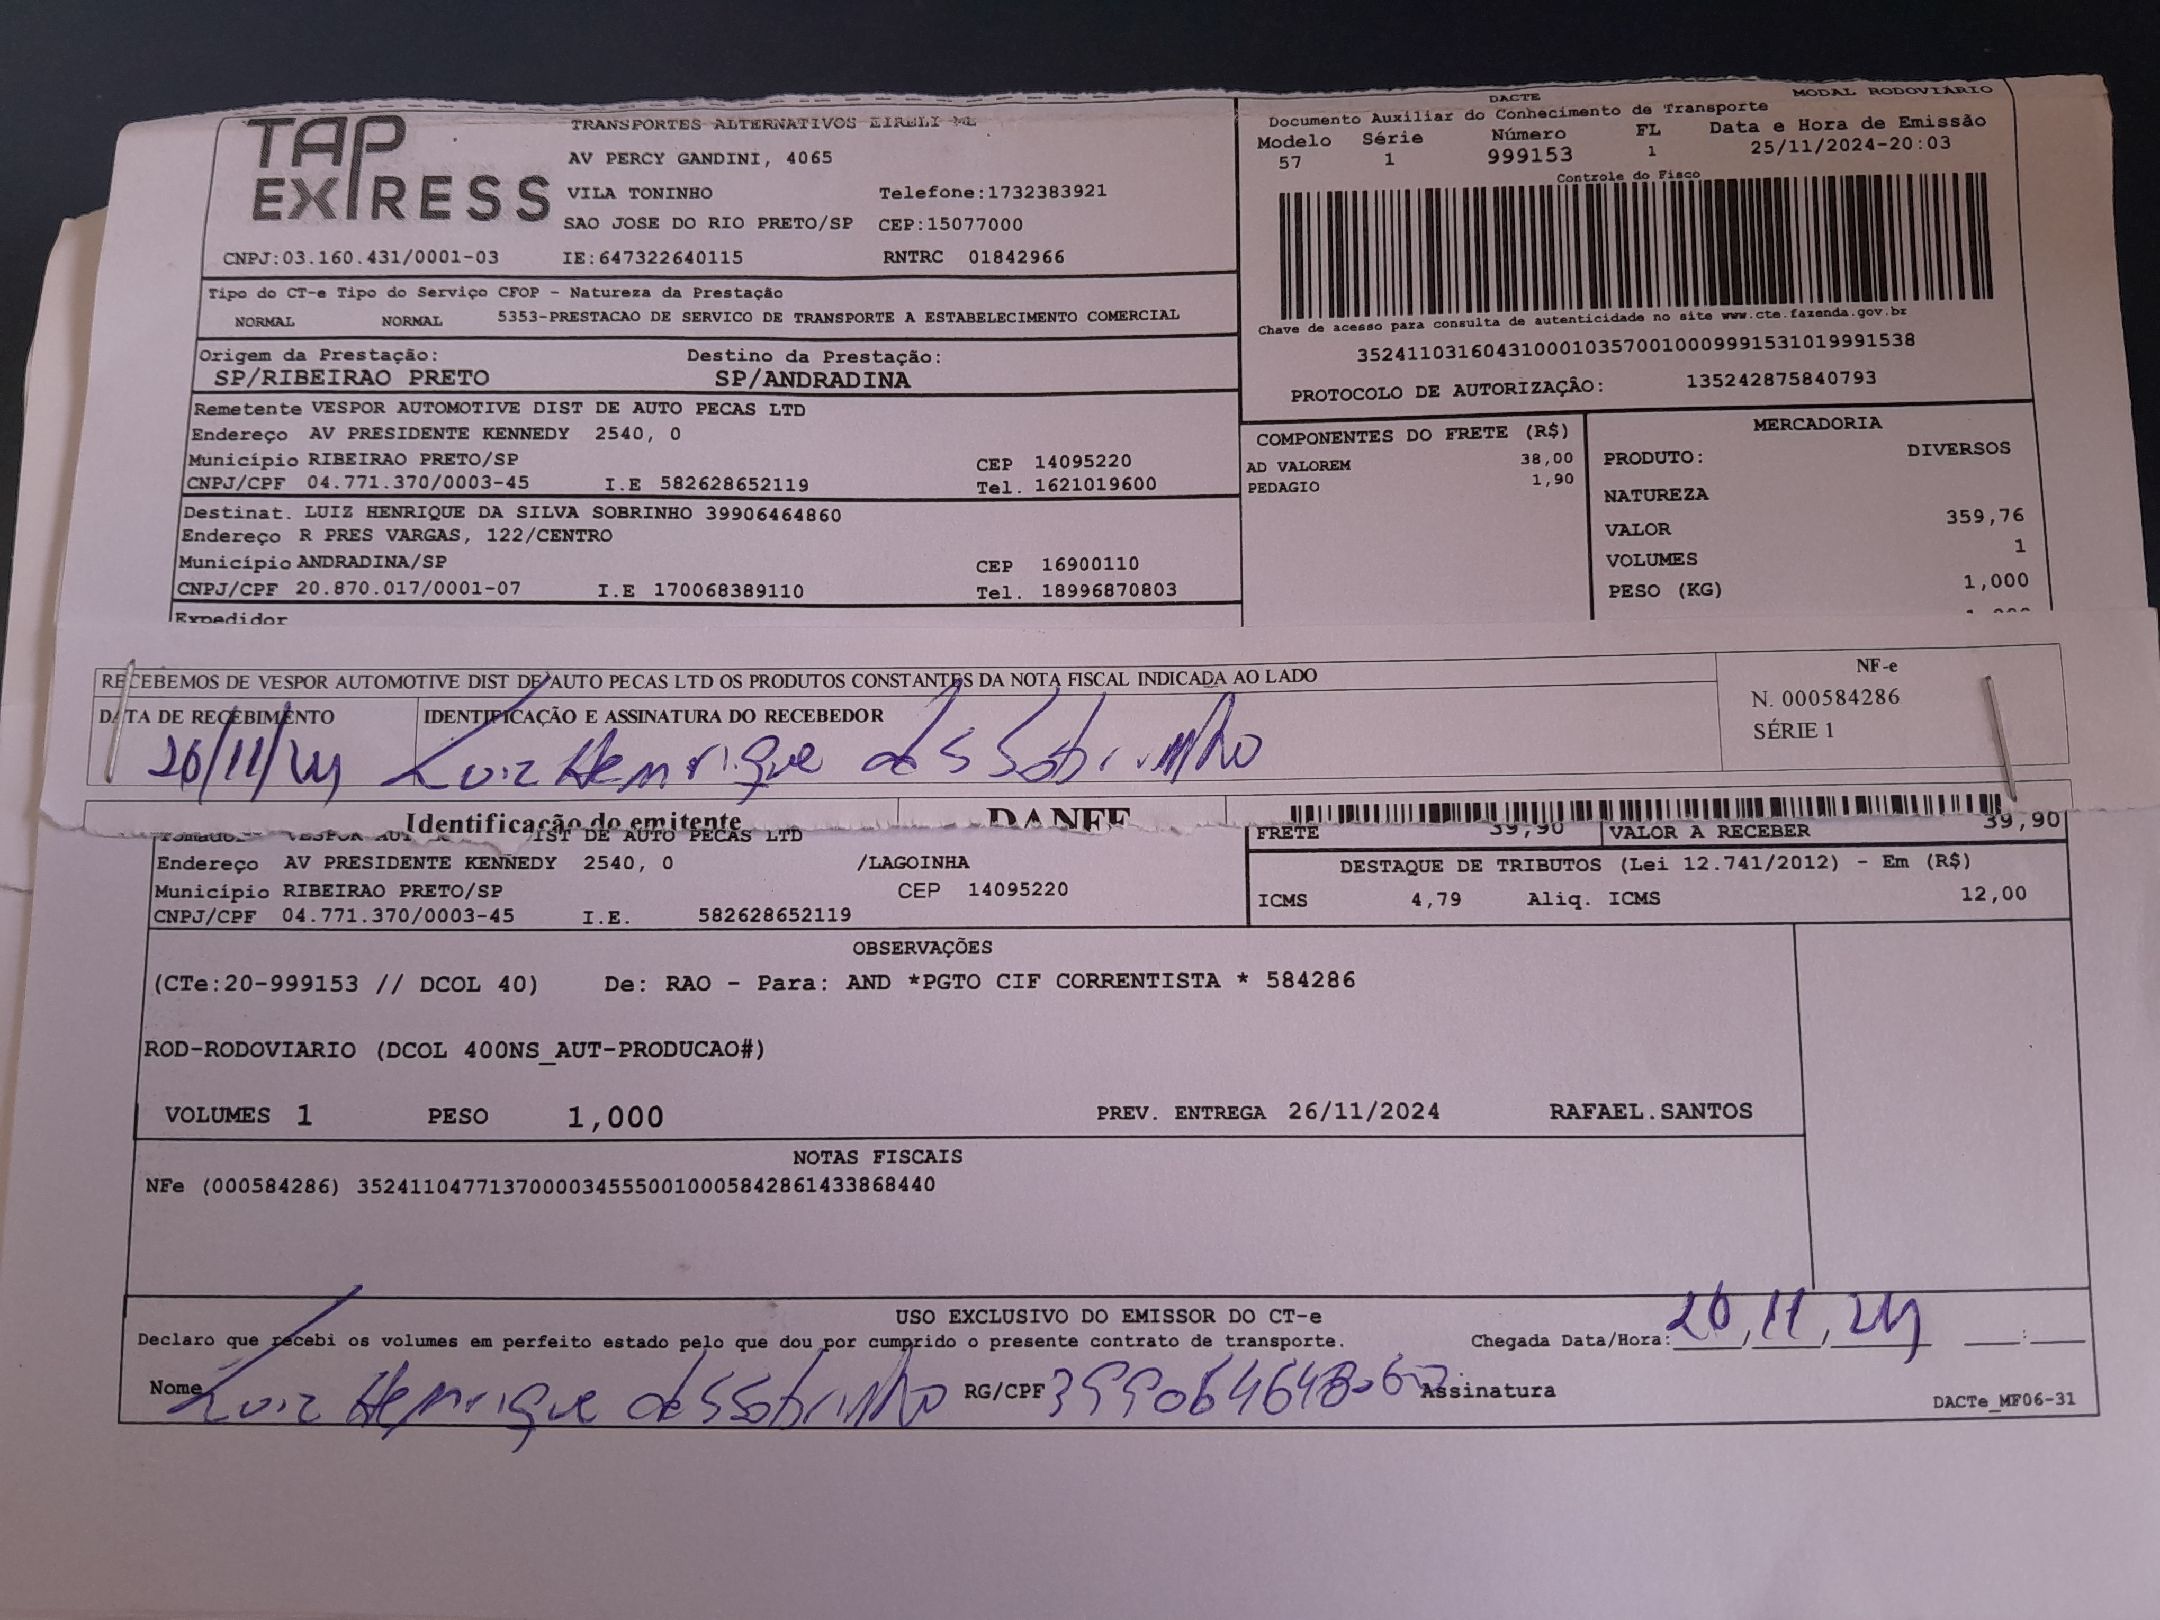 TAP
EXPRESS
TRANSPORTES ALTERNATIVOS EIRELI ME
AV PERCY GANDINI, 4065
VILA TONINHO Telefone:1732383921
SAO JOSE DO RIO PRETO/SP CEP:15077000
CNPJ:03.160.431/0001-03 IE:647322640115 RNTRC 01842966
DACTE MODAL RODOVIÁRIO
Documento Auxiliar do Conhecimento de Transporte
Modelo Série Número FL Data e Hora de Emissão
57 1 999153 1 25/11/2024-20:03
Controle do Fisco
Chave de acesso para consulta de autenticidade no site www.cte.fazenda.gov.br
35241103160431000103570010009991531019991538
PROTOCOLO DE AUTORIZAÇÃO: 135242875840793
Tipo do CT-e Tipo do Serviço CFOP - Natureza da Prestação
NORMAL NORMAL 5353-PRESTACAO DE SERVICO DE TRANSPORTE A ESTABELECIMENTO COMERCIAL
Origem da Prestação: Destino da Prestação:
SP/RIBEIRAO PRETO SP/ANDRADINA
Remetente VESPOR AUTOMOTIVE DIST DE AUTO PECAS LTD
Endereço AV PRESIDENTE KENNEDY 2540, 0
Município RIBEIRAO PRETO/SP CEP 14095220
CNPJ/CPF 04.771.370/0003-45 I.E 582628652119 Tel. 1621019600
Destinat. LUIZ HENRIQUE DA SILVA SOBRINHO 39906464860
Endereço R PRES VARGAS, 122/CENTRO
Município ANDRADINA/SP CEP 16900110
CNPJ/CPF 20.870.017/0001-07 I.E 170068389110 Tel. 18996870803
Expedidor
COMPONENTES DO FRETE (R$)
AD VALOREM 38,00
PEDAGIO 1,90
MERCADORIA
PRODUTO: DIVERSOS
NATUREZA
VALOR 359,76
VOLUMES 1
PESO (KG) 1,000
RECEBEMOS DE VESPOR AUTOMOTIVE DIST DE AUTO PECAS LTD OS PRODUTOS CONSTANTES DA NOTA FISCAL INDICADA AO LADO
DATA DE RECEBIMENTO IDENTIFICAÇÃO E ASSINATURA DO RECEBEDOR
26/11/24 Luiz Henrique da S Sobrinho
NF-e
N. 000584286
SÉRIE 1
Identificação do emitente DANFE
DIST DE AUTO PECAS LTD
FRETE 39,90 VALOR A RECEBER 39,90
Endereço AV PRESIDENTE KENNEDY 2540, 0 /LAGOINHA
Município RIBEIRAO PRETO/SP CEP 14095220
CNPJ/CPF 04.771.370/0003-45 I.E. 582628652119
DESTAQUE DE TRIBUTOS (Lei 12.741/2012) - Em (R$)
ICMS 4,79 Aliq. ICMS 12,00
OBSERVAÇÕES
(CTe:20-999153 // DCOL 40) De: RAO - Para: AND *PGTO CIF CORRENTISTA * 584286
ROD-RODOVIARIO (DCOL 400NS_AUT-PRODUCAO#)
VOLUMES 1 PESO 1,000 PREV. ENTREGA 26/11/2024 RAFAEL.SANTOS
NOTAS FISCAIS
NFe (000584286) 35241104771370000345550010005842861433868440
USO EXCLUSIVO DO EMISSOR DO CT-e
Declaro que recebi os volumes em perfeito estado pelo que dou por cumprido o presente contrato de transporte. Chegada Data/Hora: 26, 11, 24 __:__
Nome Luiz Henrique da S Sobrinho RG/CPF 399064648-60 Assinatura
DACTe_MF06-31